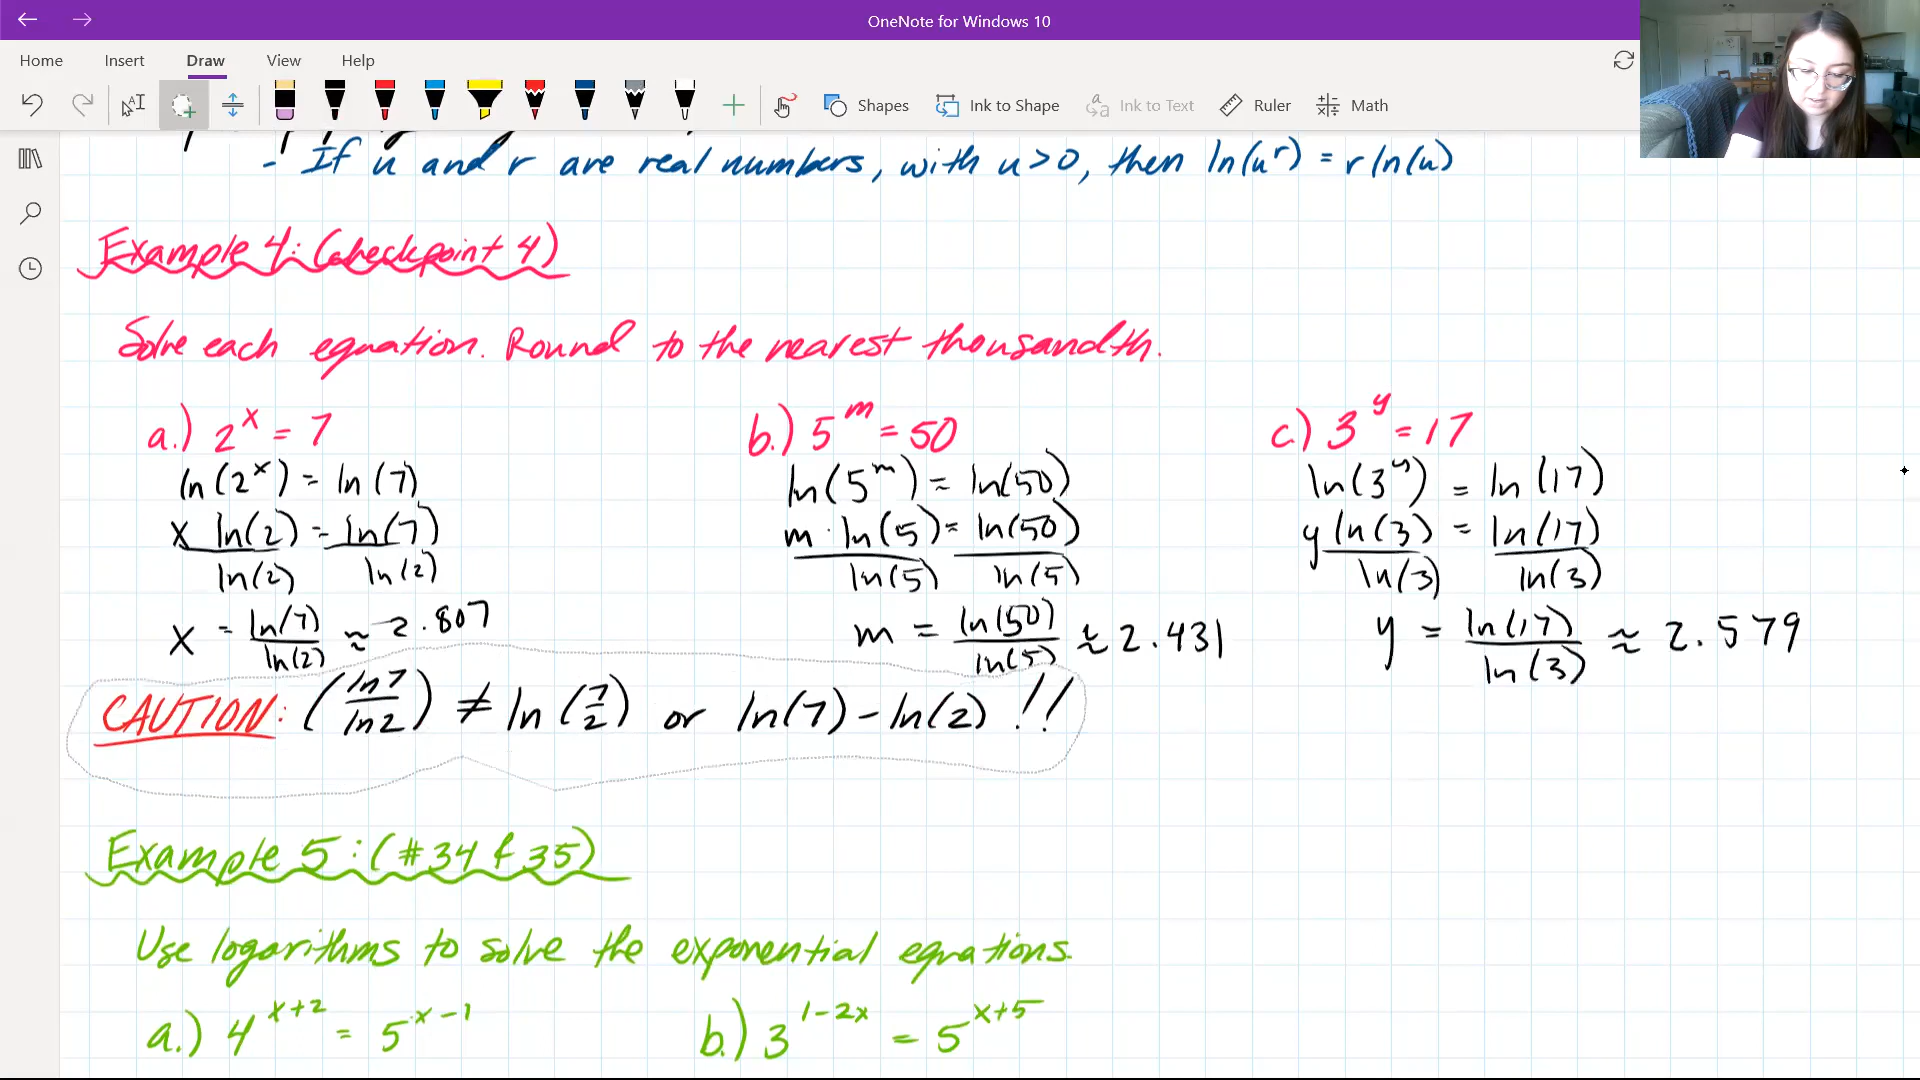 OneNote for Windows 10
Home Insert Draw View Help
Shapes Ink to Shape Ink to Text Ruler Math
- If u and r are real numbers, with u>0, then ln(u^r) = r ln(u)
Example 4: (Checkpoint 4)
Solve each equation. Round to the nearest thousandth.
a.) 2^x = 7
ln(2^x) = ln(7)
x ln(2) = ln(7)
ln(2) ln(2)
x = ln(7)/ln(2) ≈ 2.807
b.) 5^m = 50
ln(5^m) = ln(50)
m · ln(5) = ln(50)
ln(5) ln(5)
m = ln(50)/ln(5) ≈ 2.431
c.) 3^y = 17
ln(3^y) = ln(17)
y ln(3) = ln(17)
ln(3) ln(3)
y = ln(17)/ln(3) ≈ 2.579
CAUTION: (ln7/ln2) ≠ ln(7/2) or ln(7) - ln(2) !!
Example 5: (#34 & 35)
Use logarithms to solve the exponential equations.
a.) 4^(x+2) = 5^(x-1)
b.) 3^(1-2x) = 5^(x+5)